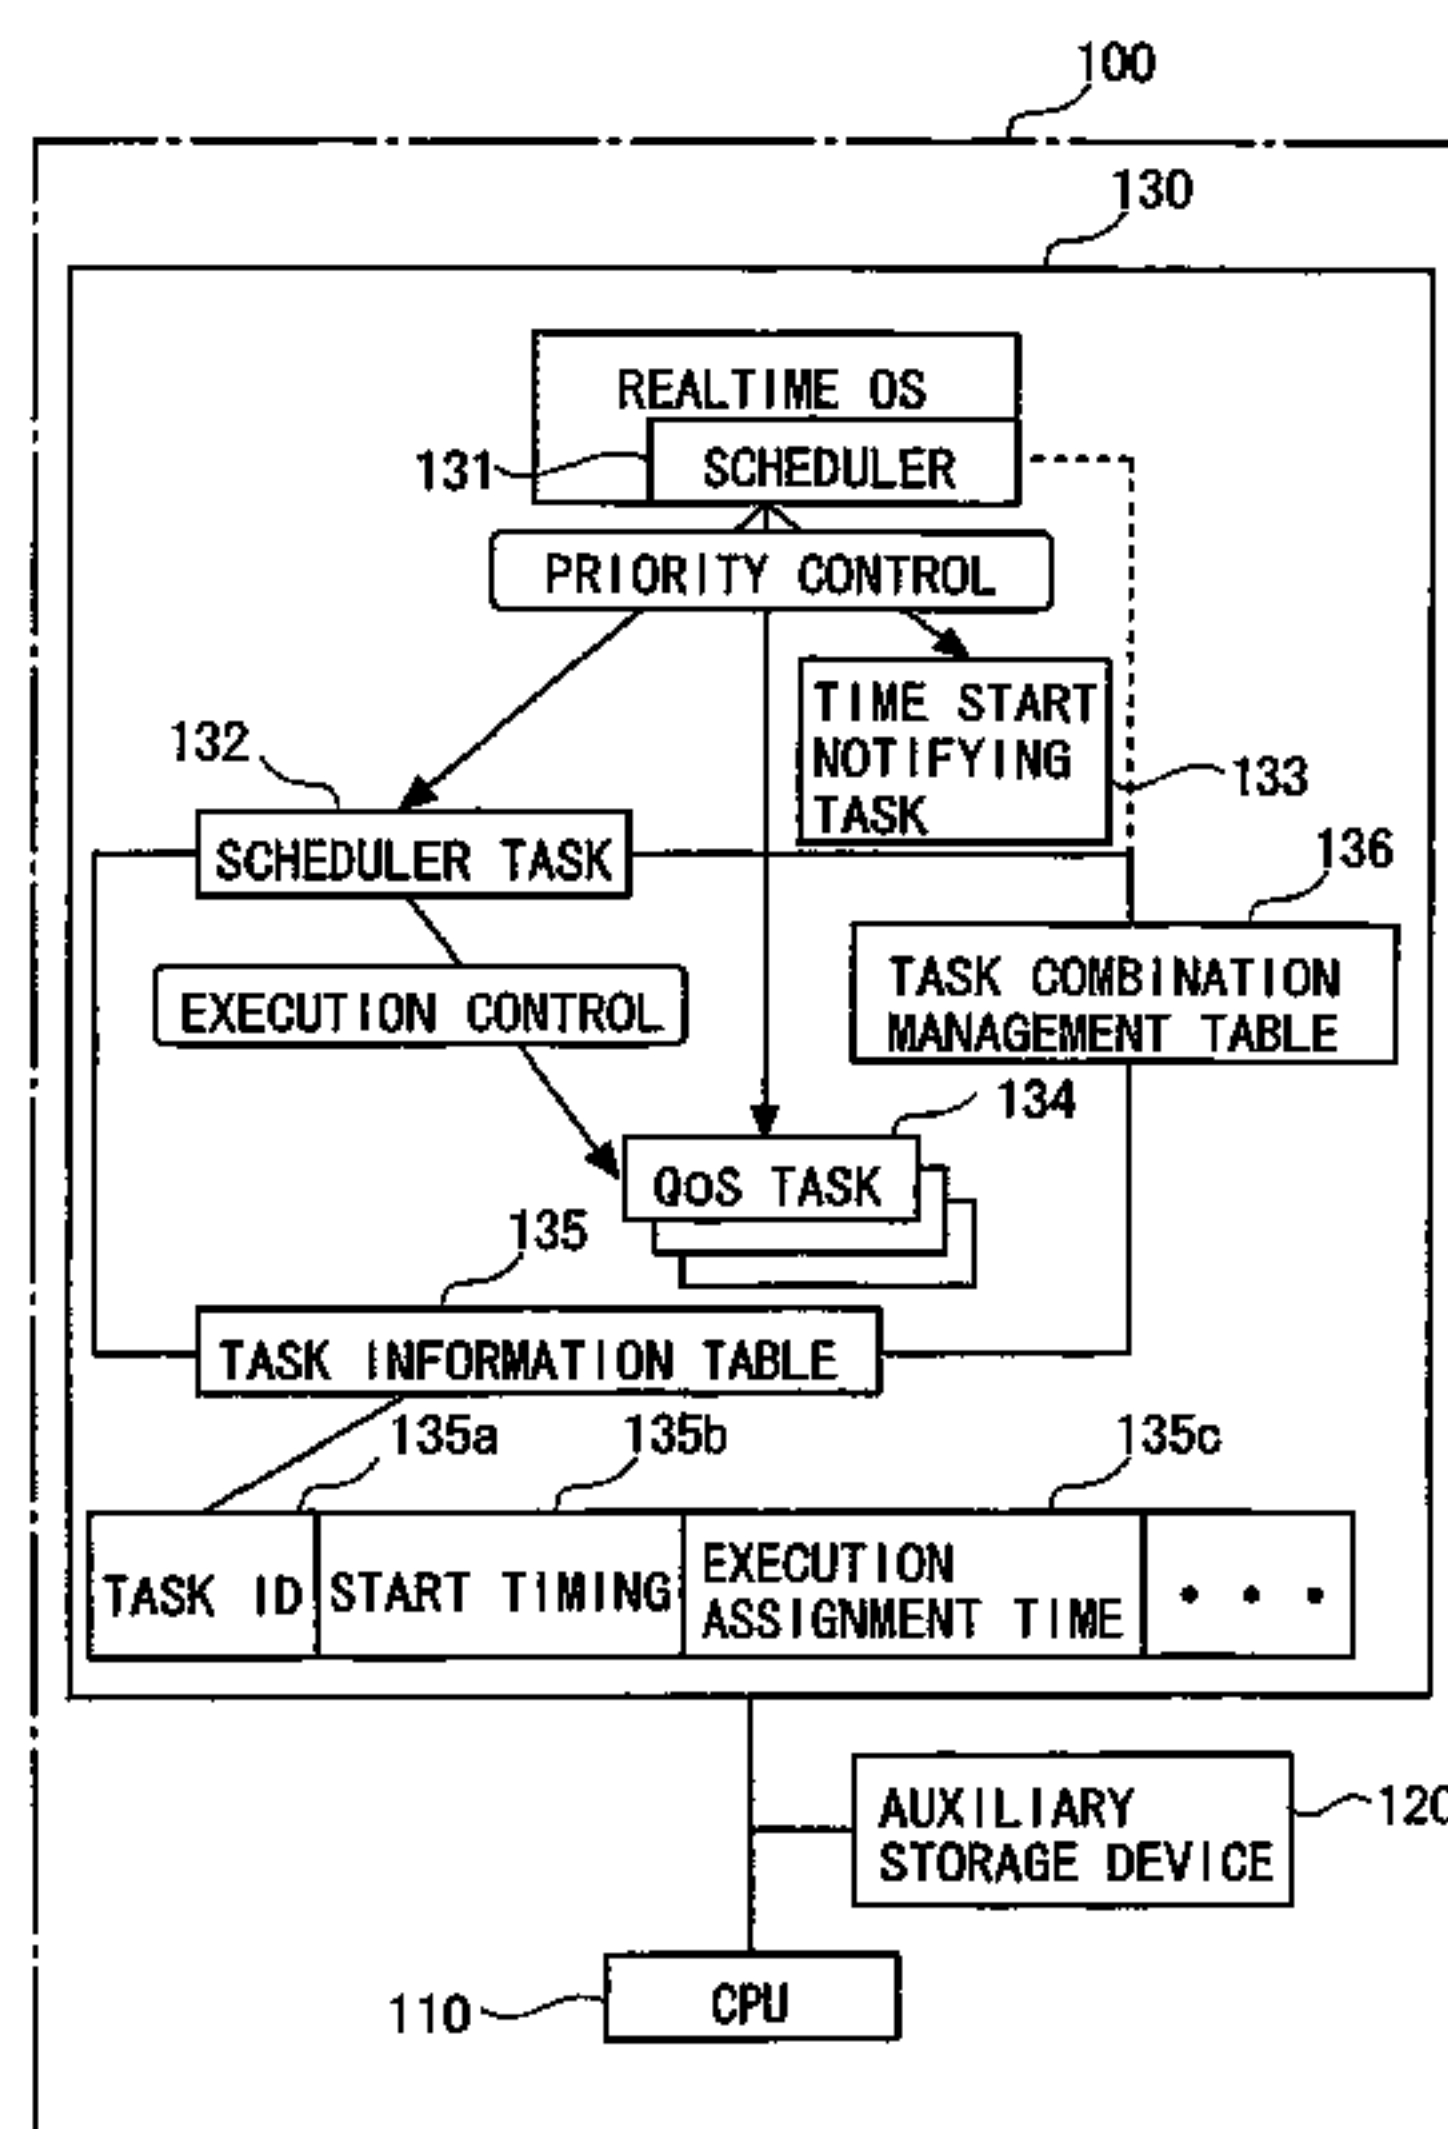 100
130
REALTIME OS
131
SCHEDULER
PRIORITY CONTROL
TIME START
NOTIFYING
TASK
132
133
SCHEDULER TASK
136
EXECUTION CONTROL
TASK COMBINATION
MANAGEMENT TABLE
134
QoS TASK
135
TASK INFORMATION TABLE
135a
135b
135c
TASK ID
START TIMING
EXECUTION
ASSIGNMENT TIME
• • •
AUXILIARY
STORAGE DEVICE
120
110
CPU